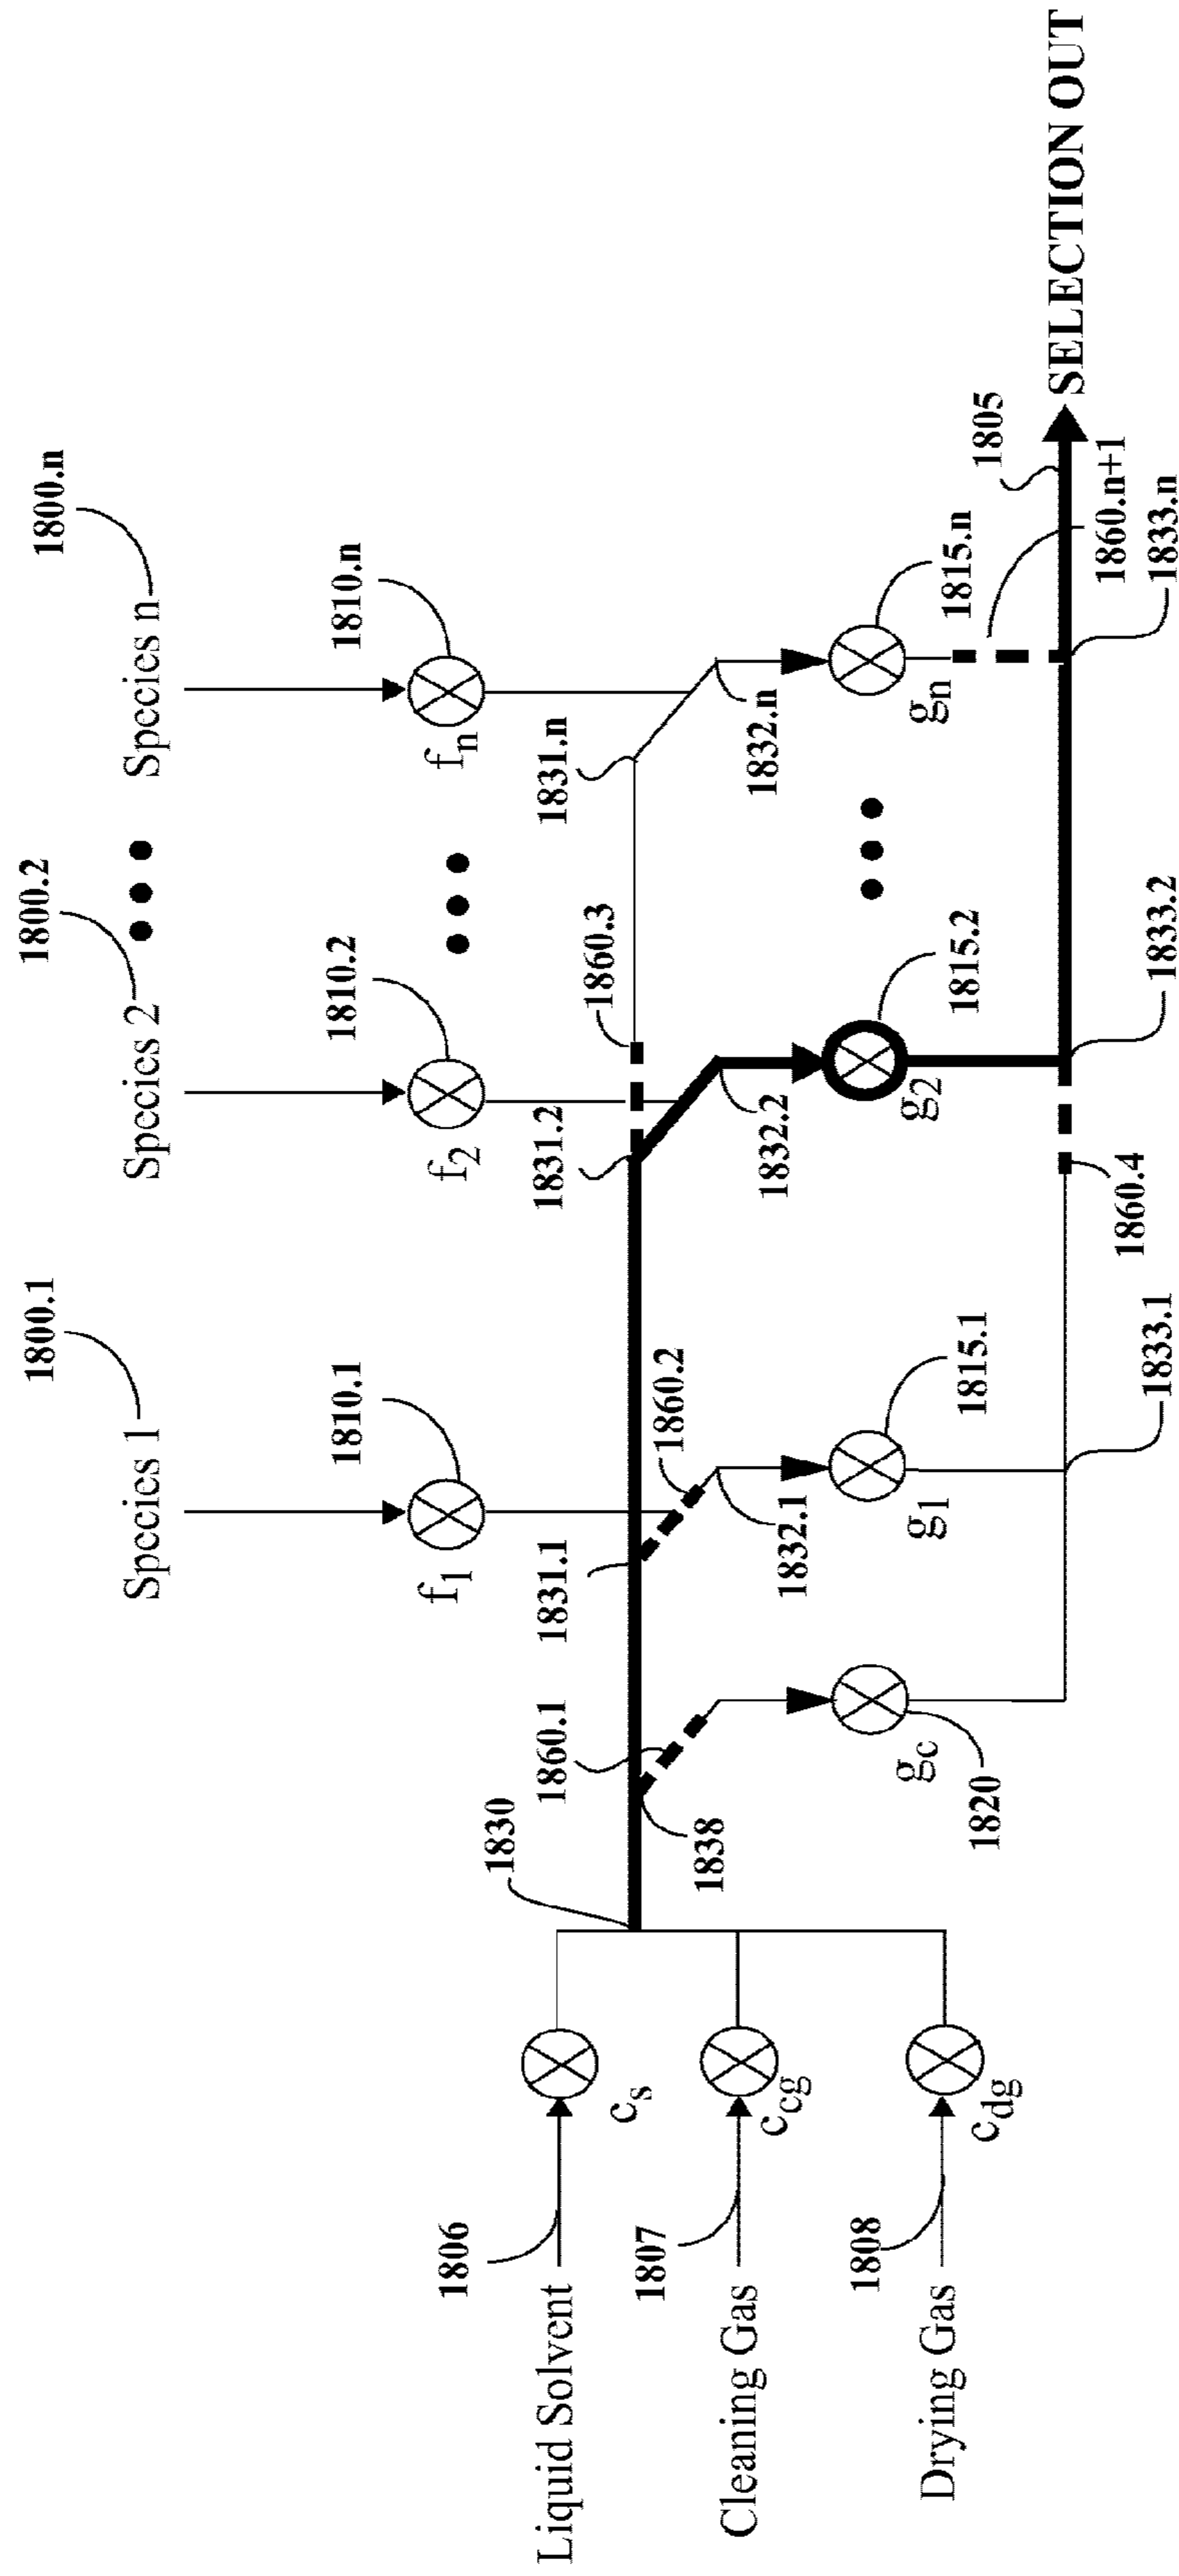 1800.1
1800.2
1800.n
Species 1
Species 2
Species n
1810.1
1810.2
1810.n
f1
f2
fn
1806
1830
1860.1
1831.1
1831.2
1860.3
1831.n
Liquid Solvent
cs
1860.2
1807
1838
1832.1
1832.2
1832.n
Cleaning Gas
ccg
gc
g1
g2
gn
1815.1
1815.2
1815.n
1808
1820
1805
Drying Gas
cdg
SELECTION OUT
1860.4
1860.n+1
1833.1
1833.2
1833.n